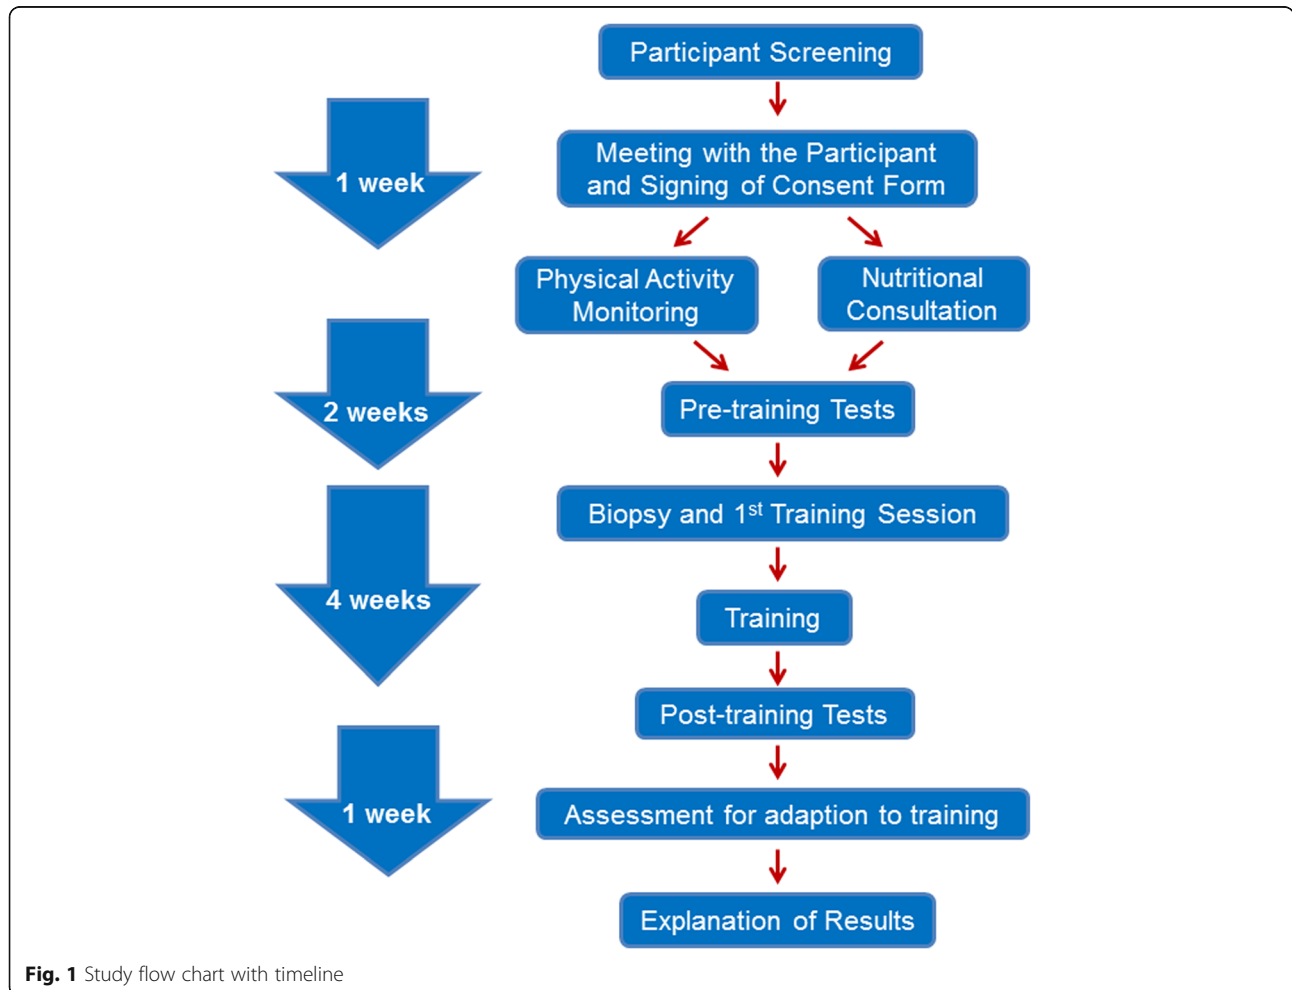 Participant Screening
1 week
Meeting with the Participant
and Signing of Consent Form
Physical Activity
Monitoring
Nutritional
Consultation
2 weeks
Pre-training Tests
Biopsy and 1st Training Session
4 weeks
Training
Post-training Tests
1 week
Assessment for adaption to training
Explanation of Results
Fig. 1 Study flow chart with timeline